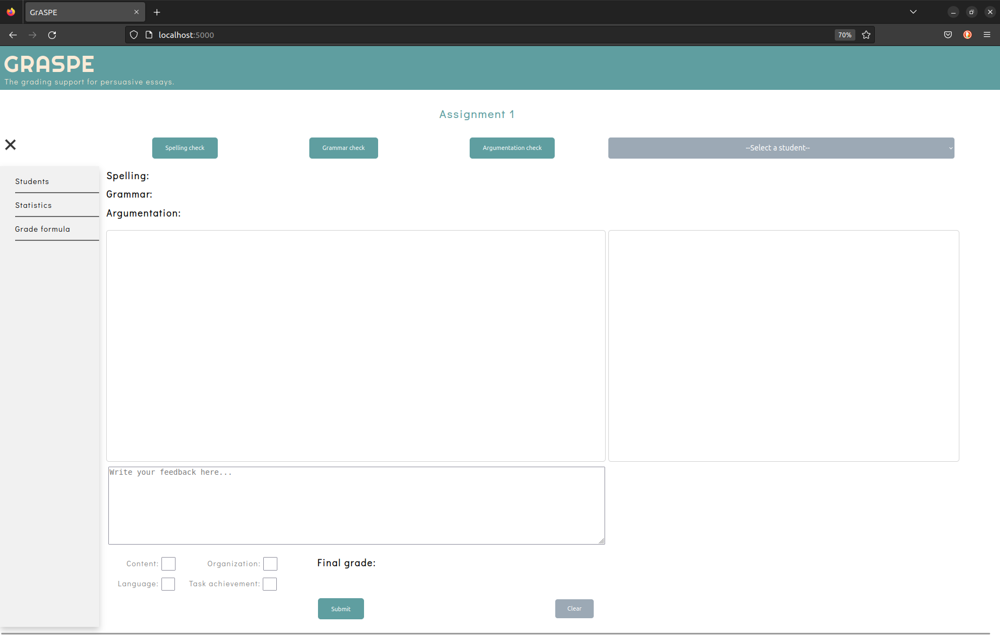 GrASPE
localhost:5000
70%
GRASPE
The grading support for persuasive essays.
Assignment 1
Spelling check
Grammar check
Argumentation check
--Select a student--
Students
Statistics
Grade formula
Spelling:
Grammar:
Argumentation:
Write your feedback here...
Content:
Organization:
Final grade:
Language:
Task achievement:
Submit
Clear